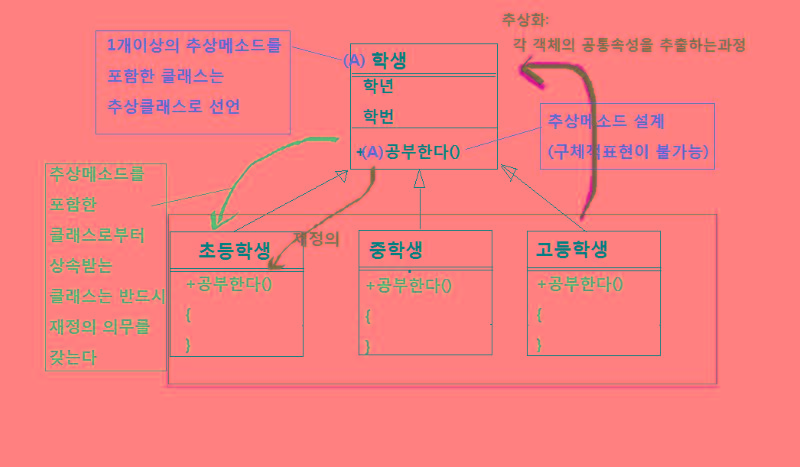 추상화:
각 객체의 공통속성을 추출하는과정
1개이상의 추상메소드를
포함한 클래스는
추상클래스로 선언
(A) 학생
학년
학번
+(A)공부한다()
추상메소드 설계
(구체적표현이 불가능)
추상메소드를
포함한
클래스로부터
상속받는
클래스는 반드시
재정의 의무를
갖는다
재정의
초등학생
+공부한다()
{
}
중학생
+공부한다()
{
}
고등학생
+공부한다()
{
}